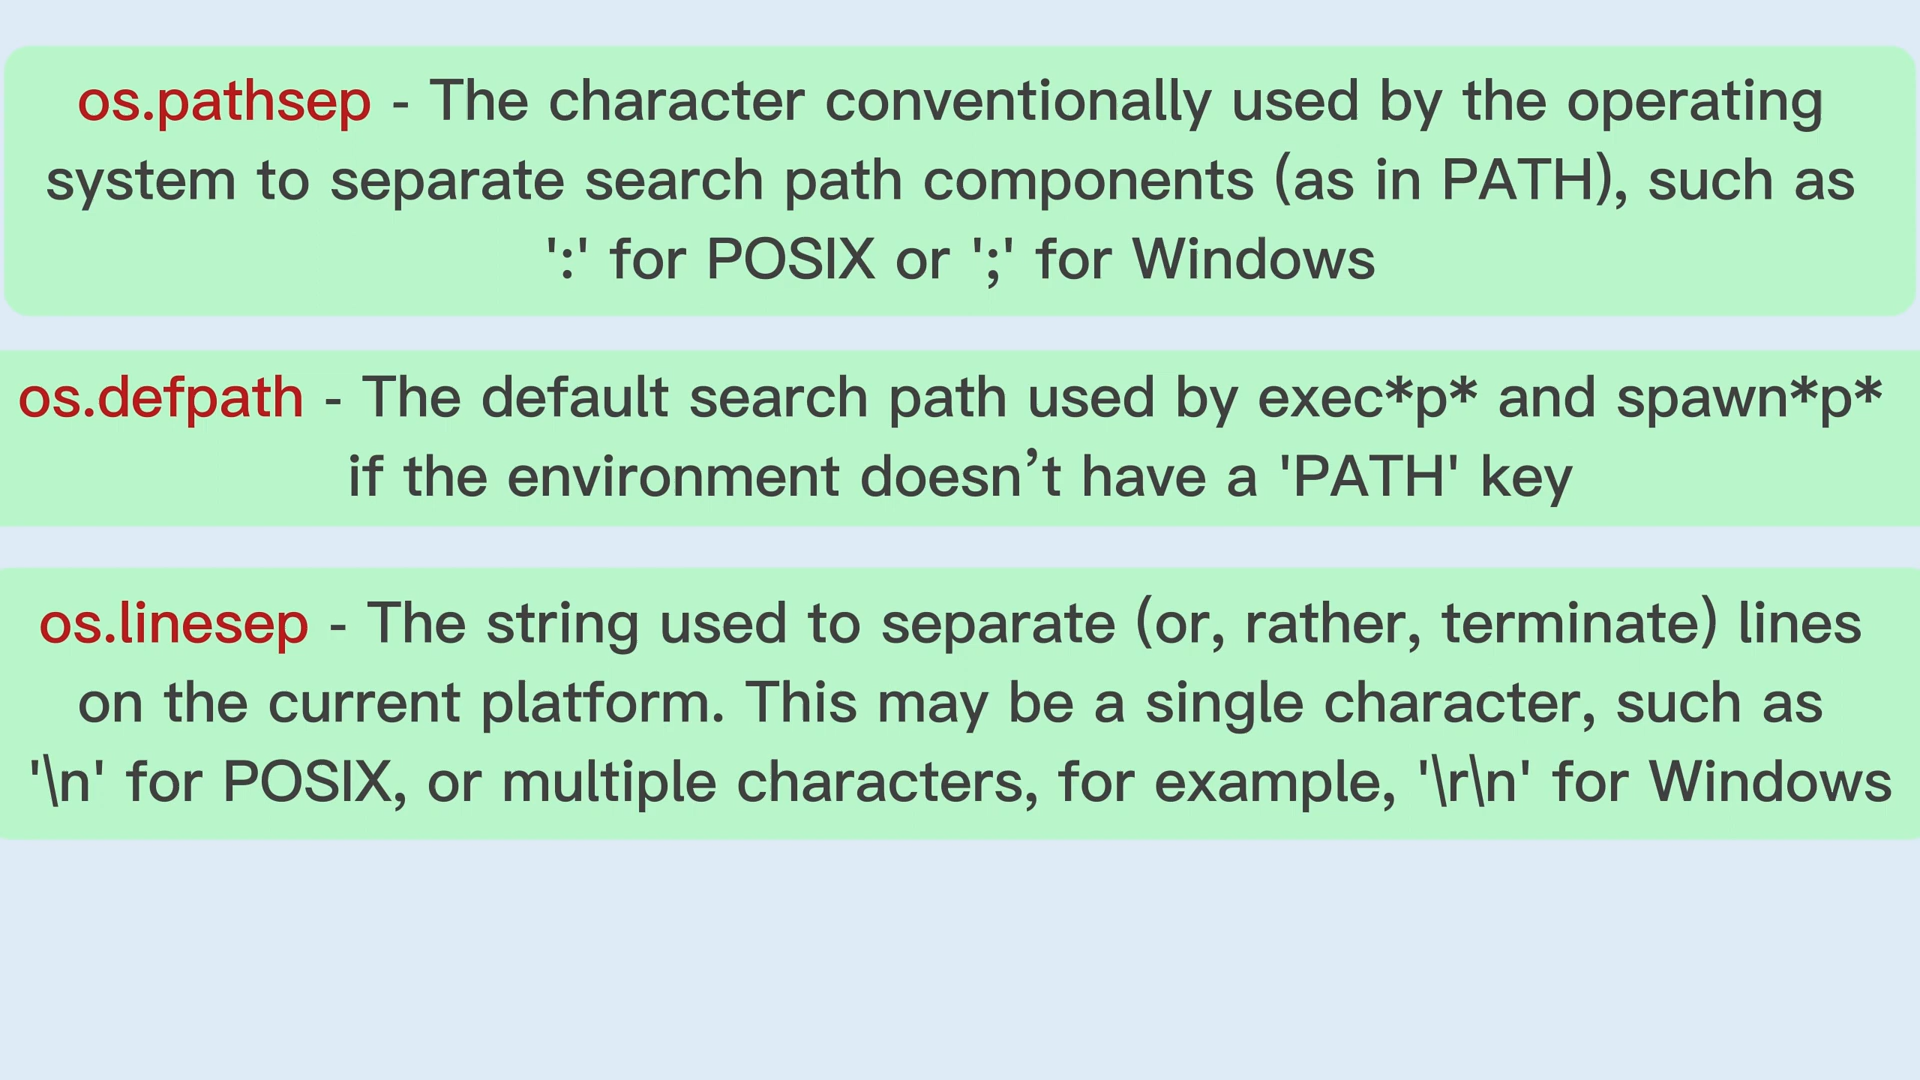 os.pathsep - The character conventionally used by the operating
system to separate search path components (as in PATH), such as
':' for POSIX or ';' for Windows
os.defpath - The default search path used by exec*p* and spawn*p*
if the environment doesn’t have a 'PATH' key
os.linesep - The string used to separate (or, rather, terminate) lines
on the current platform. This may be a single character, such as
'\n' for POSIX, or multiple characters, for example, '\r\n' for Windows